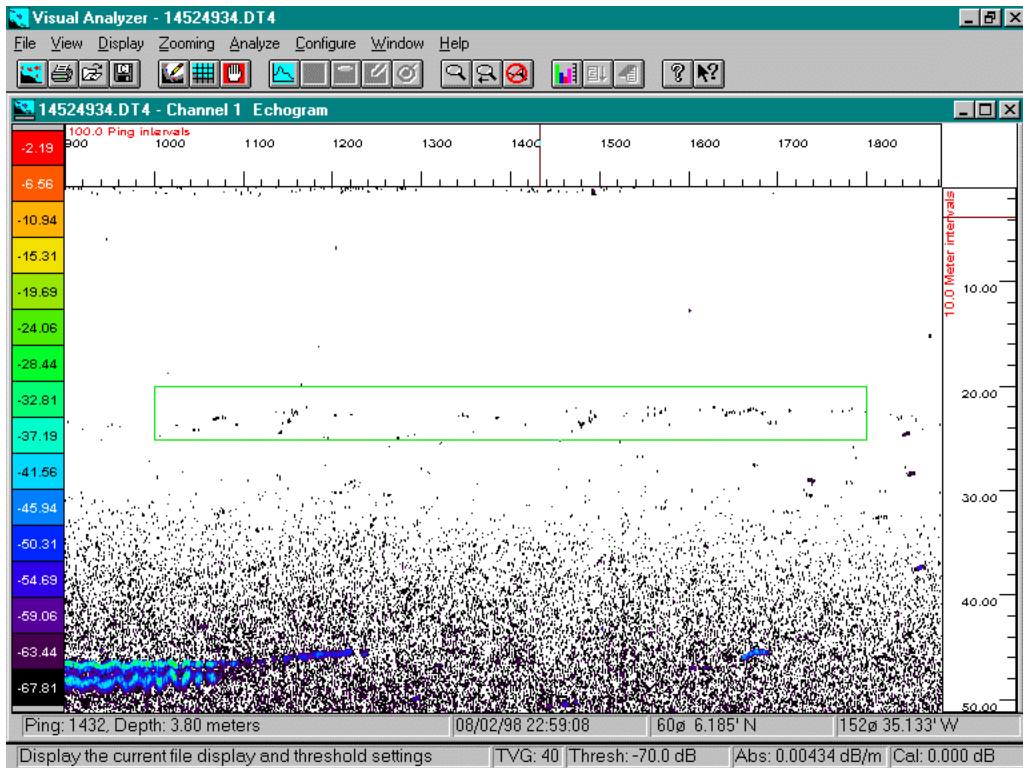 Visual Analyzer - 14524934.DT4
File View Display Zooming Analyze Configure Window Help
14524934.DT4 - Channel 1 Echogram
100.0 Ping intervals
900 1000 1100 1200 1300 1400 1500 1600 1700 1800
-2.19
-6.56
-10.94
-15.31
-19.69
-24.06
-28.44
-32.81
-37.19
-41.56
-45.94
-50.31
-54.69
-59.06
-63.44
-67.81
10.0 Meter intervals
10.00
20.00
30.00
40.00
50.00
Ping: 1432, Depth: 3.80 meters 08/02/98 22:59:08 60ø 6.185' N 152ø 35.133' W
Display the current file display and threshold settings TVG: 40 Thresh: -70.0 dB Abs: 0.00434 dB/m Cal: 0.000 dB